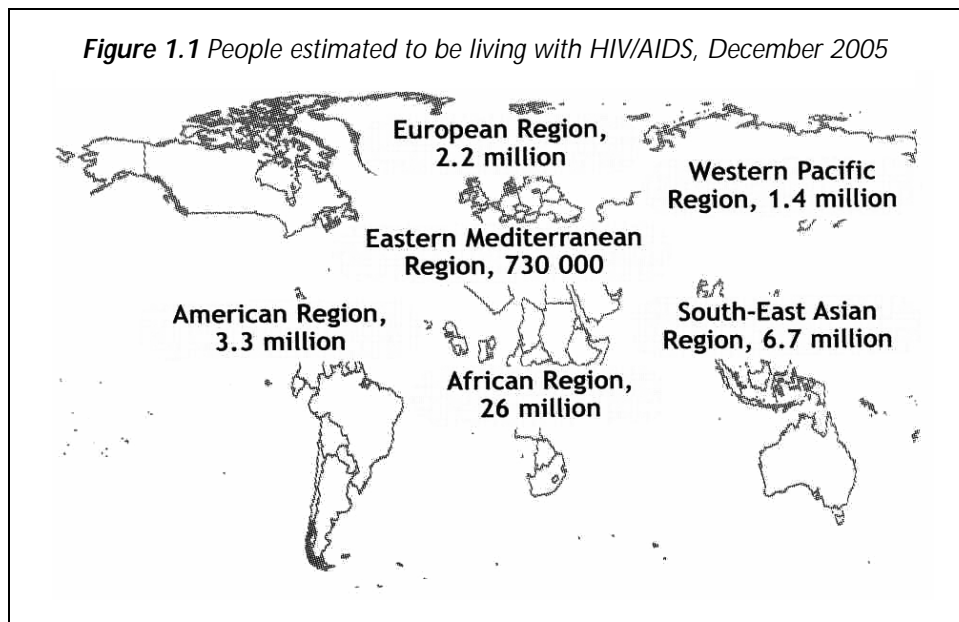 Figure 1.1 People estimated to be living with HIV/AIDS, December 2005
European Region,
2.2 million
Western Pacific
Region, 1.4 million
Eastern Mediterranean
Region, 730 000
American Region,
3.3 million
South-East Asian
Region, 6.7 million
African Region,
26 million